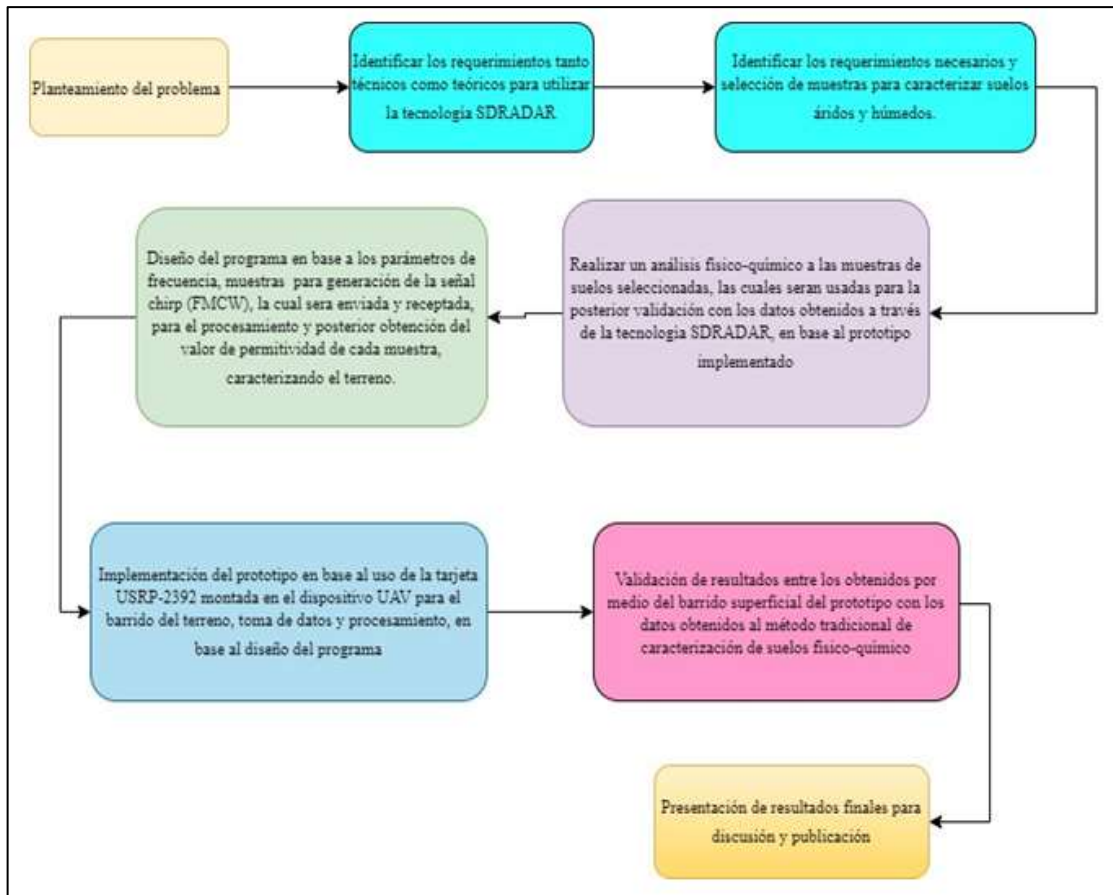 Planteamiento del problema
Identificar los requerimientos tanto
técnicos como teóricos para utilizar
la tecnología SDRADAR
Identificar los requerimientos necesarios y
selección de muestras para caracterizar suelos
áridos y húmedos.
Realizar un análisis físico-químico a las muestras de
suelos seleccionadas, las cuales seran usadas para la
posterior validación con los datos obtenidos a través
de la tecnología SDRADAR, en base al prototipo
implementado
Diseño del programa en base a los parámetros de
frecuencia, muestras para generación de la señal
chirp (FMCW), la cual sera enviada y receptada,
para el procesamiento y posterior obtención del
valor de permitividad de cada muestra,
caracterizando el terreno.
Implementación del prototipo en base al uso de la tarjeta
USRP-2392 montada en el dispositivo UAV para el
barrido del terreno, toma de datos y procesamiento, en
base al diseño del programa
Validación de resultados entre los obtenidos por
medio del barrido superficial del prototipo con los
datos obtenidos al método tradicional de
caracterización de suelos físico-químico
Presentación de resultados finales para
discusión y publicación